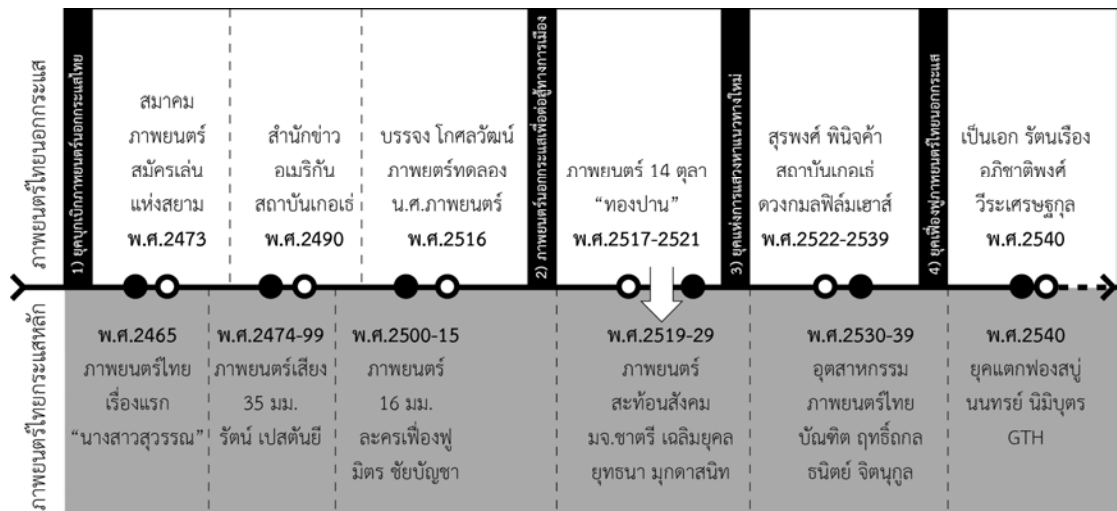 ภาพยนตร์ไทยนอกกระแส
1) ยุคบุกเบิกภาพยนตร์นอกกระแสไทย
สมาคม
ภาพยนตร์
สมัครเล่น
แห่งสยาม
พ.ศ.2473
สำนักข่าว
อเมริกัน
สถาบันเกอเธ่
พ.ศ.2490
บรรจง โกศลวัฒน์
ภาพยตร์ทดลอง
น.ศ.ภาพยนตร์
พ.ศ.2516
2) ภาพยนตร์นอกกระแสเพื่อต่อสู้ทางการเมือง
ภาพยนตร์ 14 ตุลา
“ทองปาน”
พ.ศ.2517-2521
3) ยุคแห่งการแสวงหาแนวทางใหม่
สุรพงศ์ พินิจค้า
สถาบันเกอเธ่
ดวงกมลฟิล์มเฮาส์
พ.ศ.2522-2539
4) ยุคเฟื่องฟูภาพยนตร์ไทยนอกกระแส
เป็นเอก รัตนเรือง
อภิชาติพงศ์
วีระเศรษฐกุล
พ.ศ.2540
ภาพยนตร์ไทยกระแสหลัก
พ.ศ.2465
ภาพยนตร์ไทย
เรื่องแรก
“นางสาวสุวรรณ”
พ.ศ.2474-99
ภาพยนตร์เสียง
35 มม.
รัตน์ เปสตันยี
พ.ศ.2500-15
ภาพยนตร์
16 มม.
ละครเฟื่องฟู
มิตร ชัยบัญชา
พ.ศ.2519-29
ภาพยนตร์
สะท้อนสังคม
มจ.ชาตรี เฉลิมยุคล
ยุทธนา มุกดาสนิท
พ.ศ.2530-39
อุตสาหกรรม
ภาพยนตร์ไทย
บัณฑิต ฤทธิ์ถกล
ธนิตย์ จิตนุกูล
พ.ศ.2540
ยุคแตกฟองสบู่
นนทรย์ นิมิบุตร
GTH